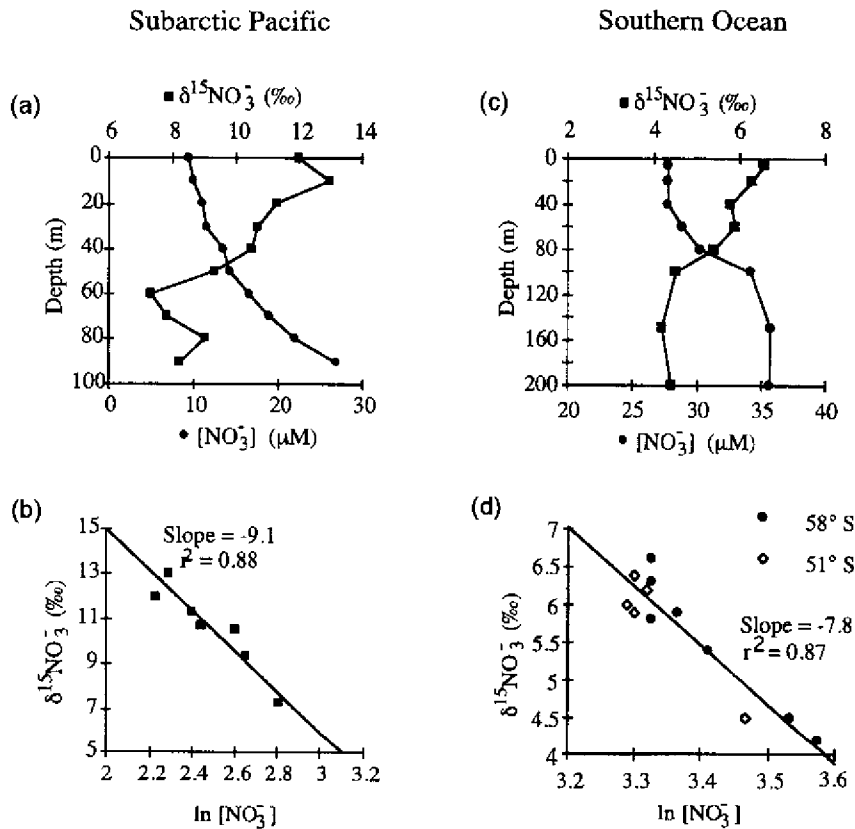 Subarctic Pacific
Southern Ocean
(a)
■ δ¹⁵NO₃⁻ (‰)
6 8 10 12 14
0
20
40
60
80
100
Depth (m)
0 10 20 30
• [NO₃⁻] (μM)
(c)
■ δ¹⁵NO₃⁻ (‰)
2 4 6 8
0
40
80
120
160
200
Depth (m)
20 25 30 35 40
• [NO₃⁻] (μM)
(b)
15
13
11
9
7
5
δ¹⁵NO₃⁻ (‰)
Slope = -9.1
r² = 0.88
2 2.2 2.4 2.6 2.8 3 3.2
ln [NO₃⁻]
(d)
• 58° S
◇ 51° S
7
6.5
6
5.5
5
4.5
4
δ¹⁵NO₃⁻ (‰)
Slope = -7.8
r² = 0.87
3.2 3.3 3.4 3.5 3.6
ln [NO₃⁻]